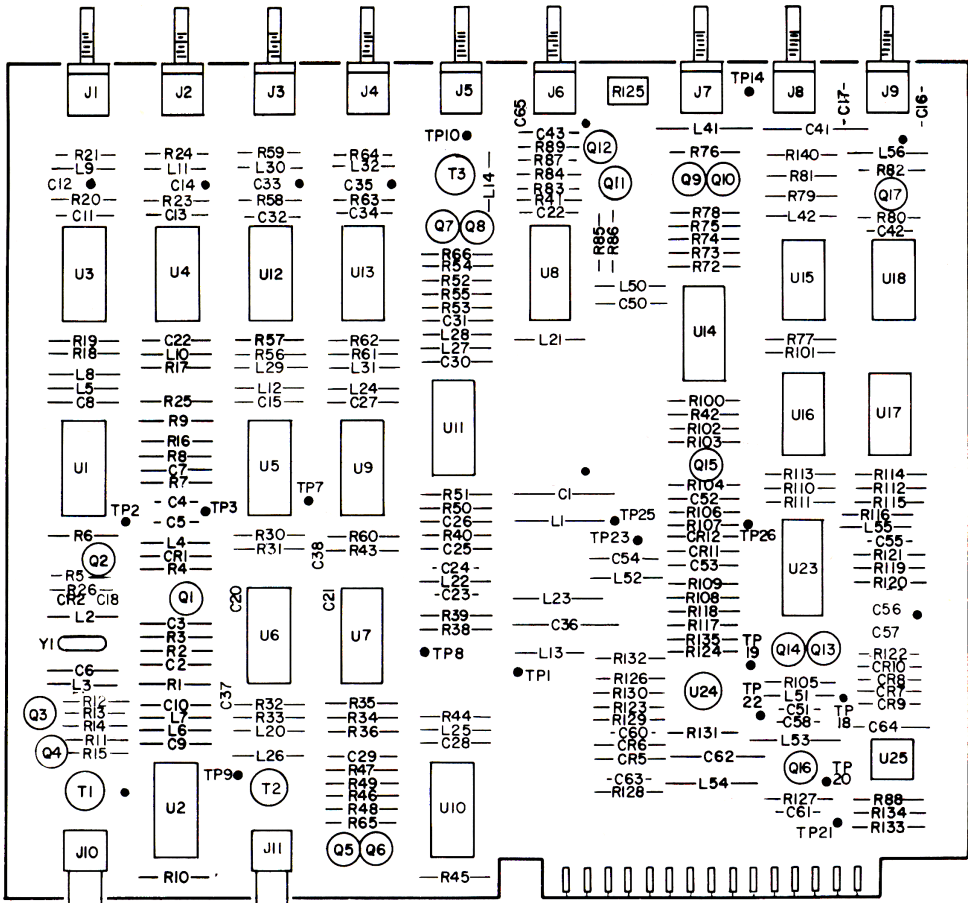 J1 J2 J3 J4 J5 J6 R125 J7 TP14 J8 C17 J9 C16
TP10 C65 C43 Q12 L41 C41
R21 R24 R59 R64 R89 R76 R140 L56
L9 L11 L30 L32 T3 L14 R87 R81 R82
C12 C14 C33 C35 R84 Q11 Q9 Q10
R20 R23 R58 R63 R83 R79 Q17
C11 C13 C32 C34 R41
Q7 Q8 C22 R85 R86 R78 L42 R80
R75 C42
R66 R74
U3 U4 U12 U13 R54 U8 R73 U15 U18
R52 R72
R55 L50
R53 C50
C31 U14
R19 C22 R57 R62 L28 L21 R77
R18 L10 R56 R61 L27 R101
L8 R17 L29 L31 C30
L5 L12 L24
C8 R25 C15 C27 R100
R9 U11 R42 U16 U17
R16 R102
R8 R103
U1 C7 U5 U9 Q15
R7 R104 R113 R114
C4 TP3 TP7 R51 C1 C52 R110 R112
TP2 C5 R50 R106 R111 R115
C26 L1 TP25 R107 TP26 R116
R6 L4 R30 R60 R40 TP23 CR12 L55
Q2 CR1 R31 C38 R43 C25 C54 CR11 C55
R5 R4 C24 C53 U23 R121
R26 L22 L52 R109 R119
CR2 C18 Q1 C20 C21 C23 L23 R108 R120
L2 C3 R39 R118 C56
Y1 R3 U6 U7 R38 C36 R117 C57
R2 R135 TP 19 Q14 Q13
C6 C2 TP8 L13 R132 R124 R122
L3 R1 TP1 R126 U24 TP 22 R105 CR10
R12 C37 R130 L51 CR8
Q3 R13 C10 R32 R35 R123 C51 TP 18 CR7
R14 L7 R33 R34 R44 R129 C58 CR9
R11 L6 L20 R36 L25 C60 R131 L53 C64
Q4 R15 C9 C28 CR6
L26 C29 CR5 C62 Q16 U25
TP9 R47 TP 20
T1 U2 T2 R49 U10 C63 L54
R46 R128 R127 R88
R48 C61 R134
R65 TP21 R133
J10 J11 Q5 Q6
R10 R45